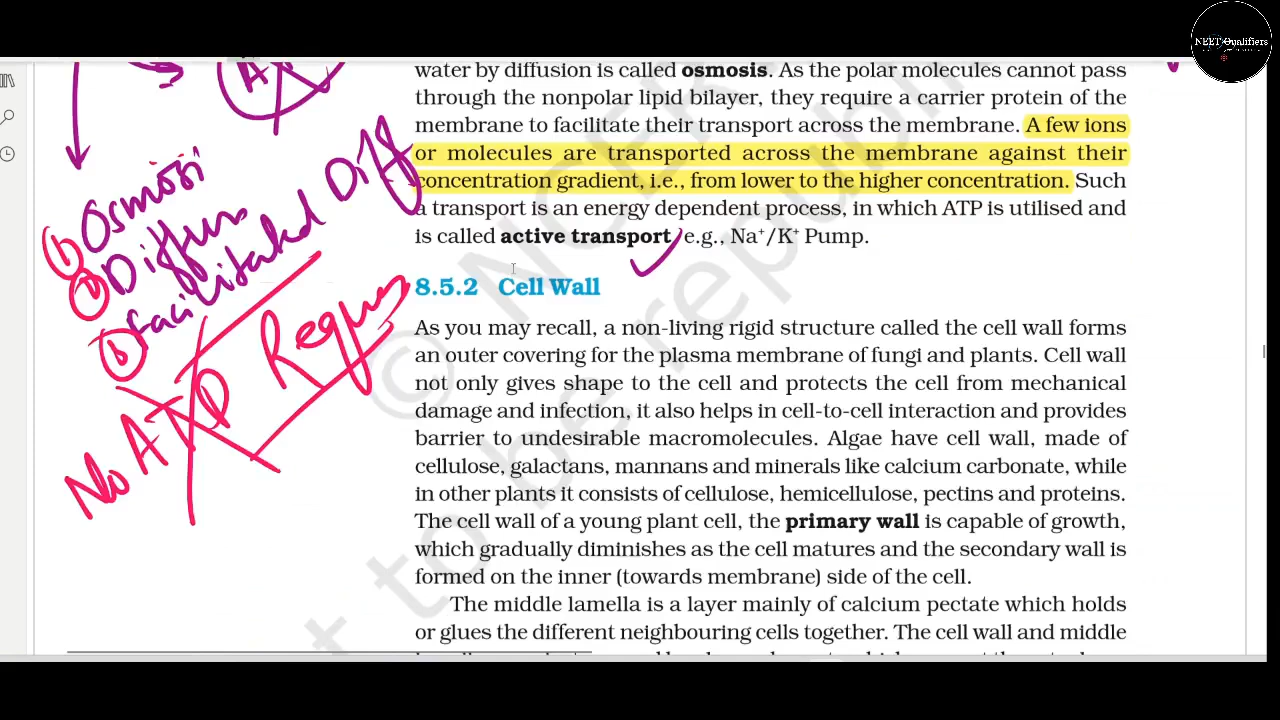 NEET Qualifiers
water by diffusion is called osmosis. As the polar molecules cannot pass
through the nonpolar lipid bilayer, they require a carrier protein of the
membrane to facilitate their transport across the membrane. A few ions
or molecules are transported across the membrane against their
concentration gradient, i.e., from lower to the higher concentration. Such
a transport is an energy dependent process, in which ATP is utilised and
is called active transport, e.g., Na⁺/K⁺ Pump.
8.5.2 Cell Wall
As you may recall, a non-living rigid structure called the cell wall forms
an outer covering for the plasma membrane of fungi and plants. Cell wall
not only gives shape to the cell and protects the cell from mechanical
damage and infection, it also helps in cell-to-cell interaction and provides
barrier to undesirable macromolecules. Algae have cell wall, made of
cellulose, galactans, mannans and minerals like calcium carbonate, while
in other plants it consists of cellulose, hemicellulose, pectins and proteins.
The cell wall of a young plant cell, the primary wall is capable of growth,
which gradually diminishes as the cell matures and the secondary wall is
formed on the inner (towards membrane) side of the cell.
The middle lamella is a layer mainly of calcium pectate which holds
or glues the different neighbouring cells together. The cell wall and middle
Osmosi
Diffus
facilitated Diff
No ATP Requ
© NCER
t to be republi